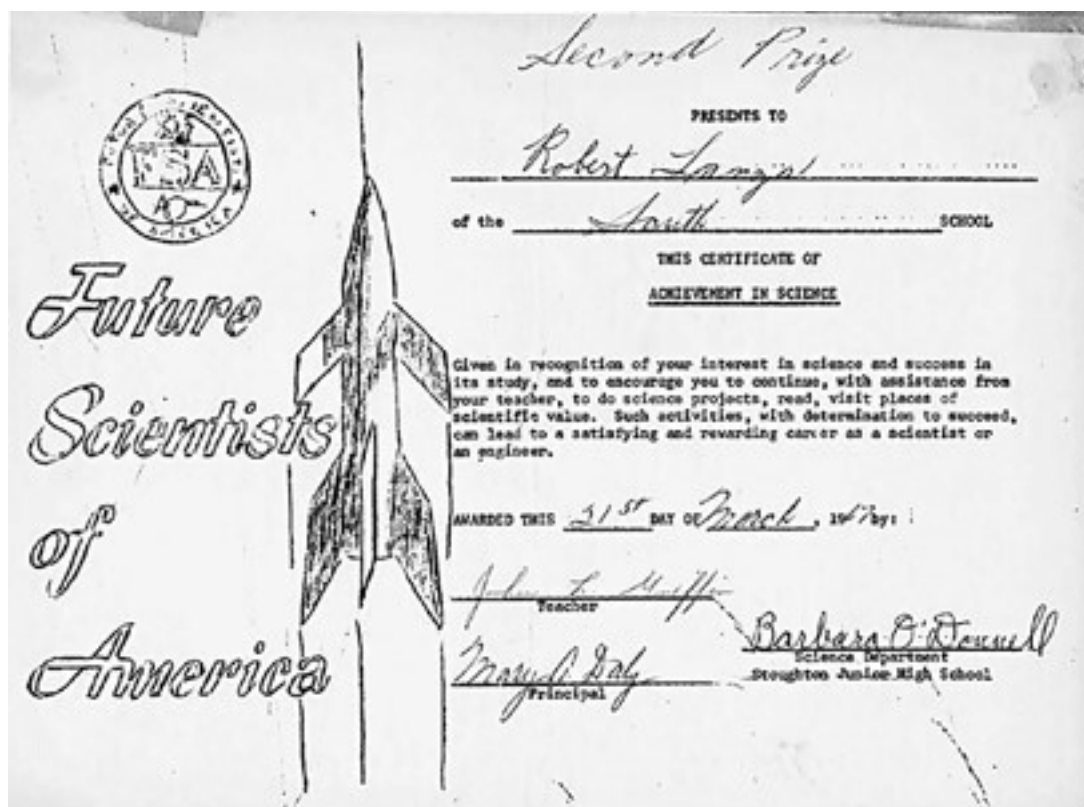 Second Prize
PRESENTS TO
Robert
of the South SCHOOL
THIS CERTIFICATE OF
ACHIEVEMENT IN SCIENCE
Given in recognition of your interest in science and success in
its study, and to encourage you to continue, with assistance from
your teacher, to do science projects, read, visit places of
scientific value. Such activities, with determination to succeed,
can lead to a satisfying and rewarding career as a scientist or
an engineer.
AWARDED THIS 21st DAY OF March, 19 by:
Teacher
Mary A. Daly
Principal
Barbara O'Donnell
Science Department
Stoughton Junior High School
FSA
Future
Scientists
of
America